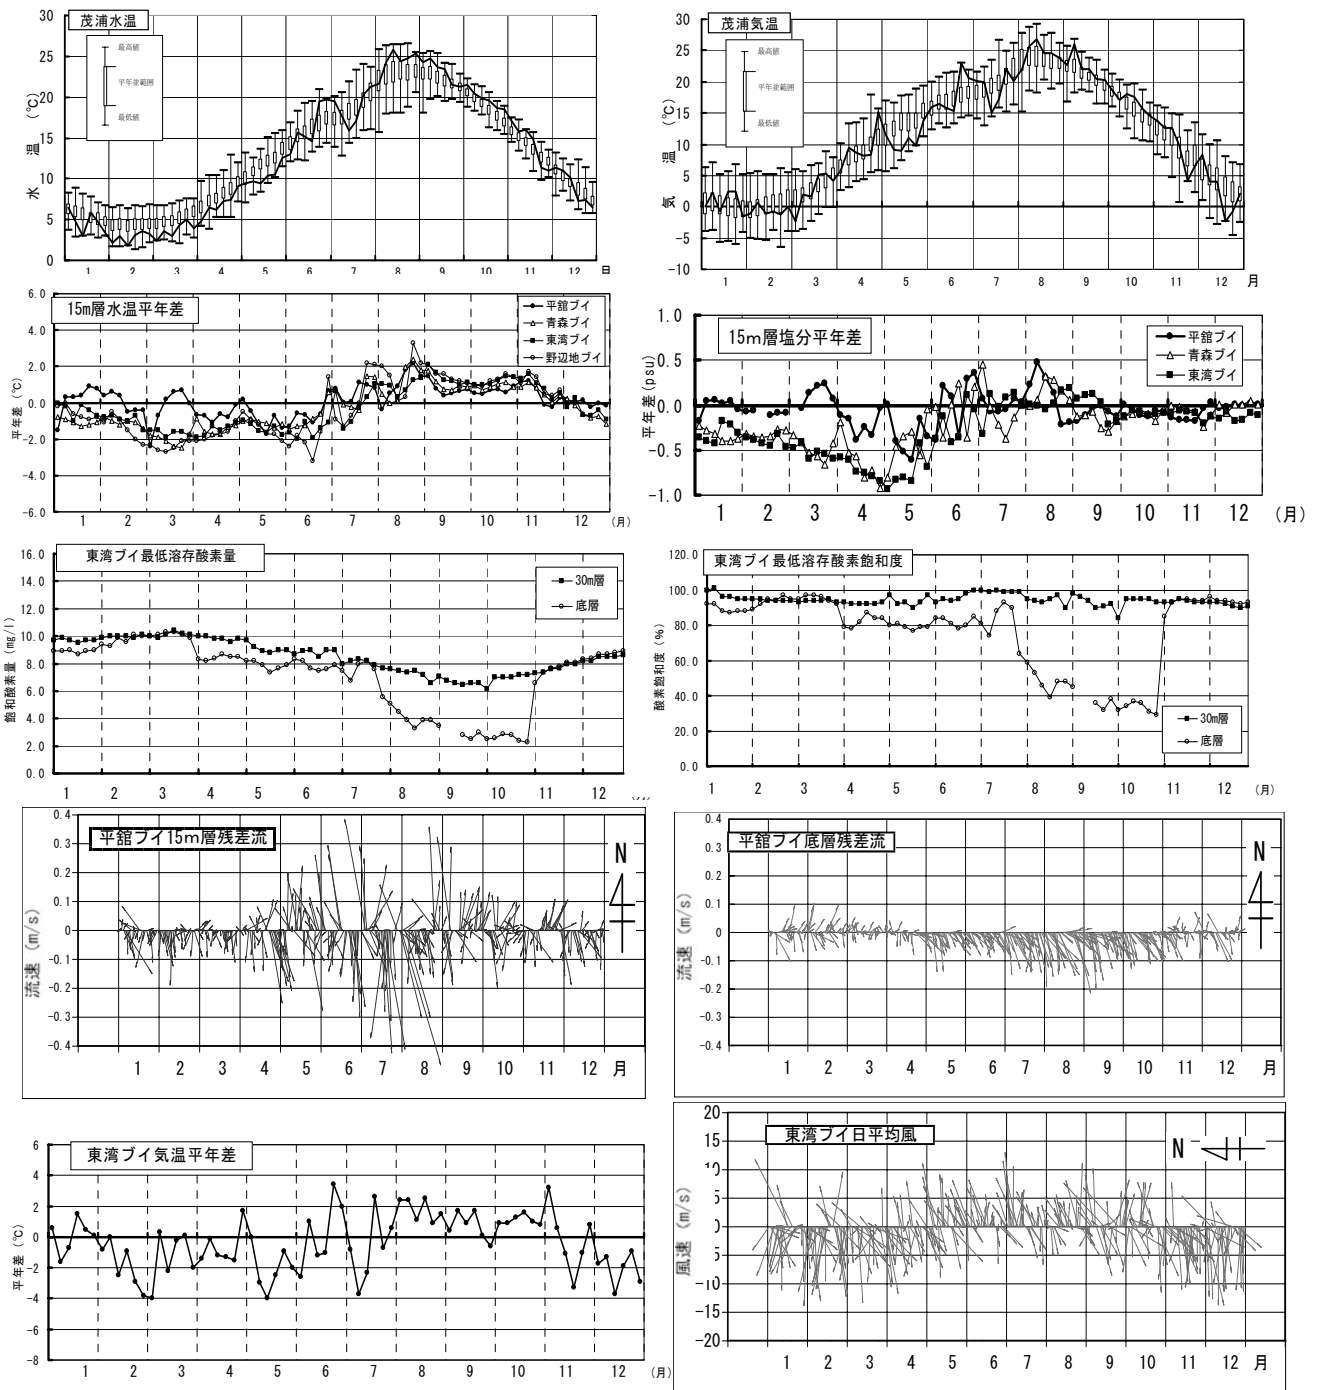 茂浦水温
最高値
平年並範囲
最低値
水 温 (℃)
30
25
20
15
10
5
0
1 2 3 4 5 6 7 8 9 10 11 12 日
茂浦気温
最高値
平年並範囲
最低値
気 温 (℃)
30
25
20
15
10
5
0
-5
-10
1 2 3 4 5 6 7 8 9 10 11 12 月
15m層水温平年差
平舘ブイ
青森ブイ
東湾ブイ
野辺地ブイ
平年差(℃)
6.0
4.0
2.0
0.0
-2.0
-4.0
-6.0
1 2 3 4 5 6 7 8 9 10 11 12 (月)
15m層塩分平年差
平舘ブイ
青森ブイ
東湾ブイ
平年差(psu)
1.0
0.5
0.0
-0.5
-1.0
1 2 3 4 5 6 7 8 9 10 11 12 (月)
東湾ブイ最低溶存酸素量
30m層
底層
飽和酸素量(mg/l)
16.0
14.0
12.0
10.0
8.0
6.0
4.0
2.0
0.0
1 2 3 4 5 6 7 8 9 10 11 12 (月)
東湾ブイ最低溶存酸素飽和度
30m層
底層
酸素飽和度(%)
120.0
100.0
80.0
60.0
40.0
20.0
0.0
1 2 3 4 5 6 7 8 9 10 11 12 (月)
平舘ブイ15m層残差流
N
流速(m/s)
0.4
0.3
0.2
0.1
0
-0.1
-0.2
-0.3
-0.4
1 2 3 4 5 6 7 8 9 10 11 12 月
平舘ブイ底層残差流
N
流速(m/s)
0.4
0.3
0.2
0.1
0
-0.1
-0.2
-0.3
-0.4
1 2 3 4 5 6 7 8 9 10 11 12 月
東湾ブイ気温平年差
平年差(℃)
6
4
2
0
-2
-4
-6
-8
1 2 3 4 5 6 7 8 9 10 11 12 (月)
東湾ブイ日平均風
N
風速(m/s)
20
15
10
5
0
-5
-10
-15
-20
1 2 3 4 5 6 7 8 9 10 11 12 月